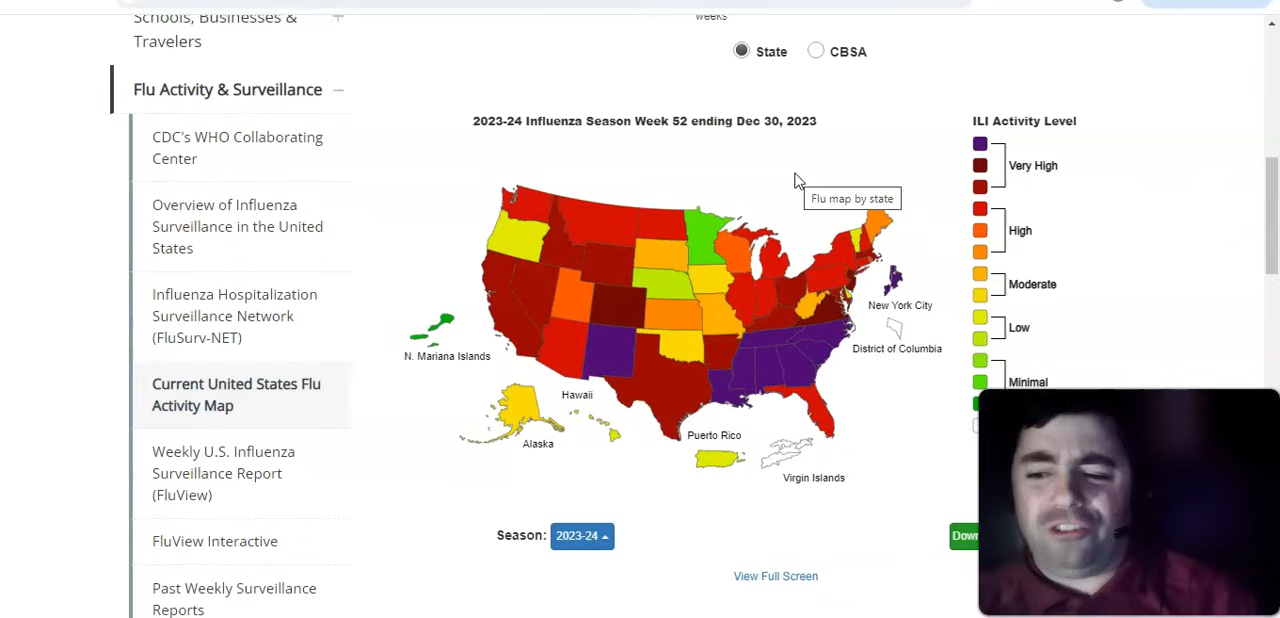 Schools, Businesses &
Travelers
Flu Activity & Surveillance
CDC's WHO Collaborating
Center
Overview of Influenza
Surveillance in the United
States
Influenza Hospitalization
Surveillance Network
(FluSurv-NET)
Current United States Flu
Activity Map
Weekly U.S. Influenza
Surveillance Report
(FluView)
FluView Interactive
Past Weekly Surveillance
Reports
weeks
State
CBSA
2023-24 Influenza Season Week 52 ending Dec 30, 2023
Flu map by state
New York City
District of Columbia
N. Mariana Islands
Hawaii
Alaska
Puerto Rico
Virgin Islands
ILI Activity Level
Very High
High
Moderate
Low
Minimal
Season:
2023-24
Down
View Full Screen